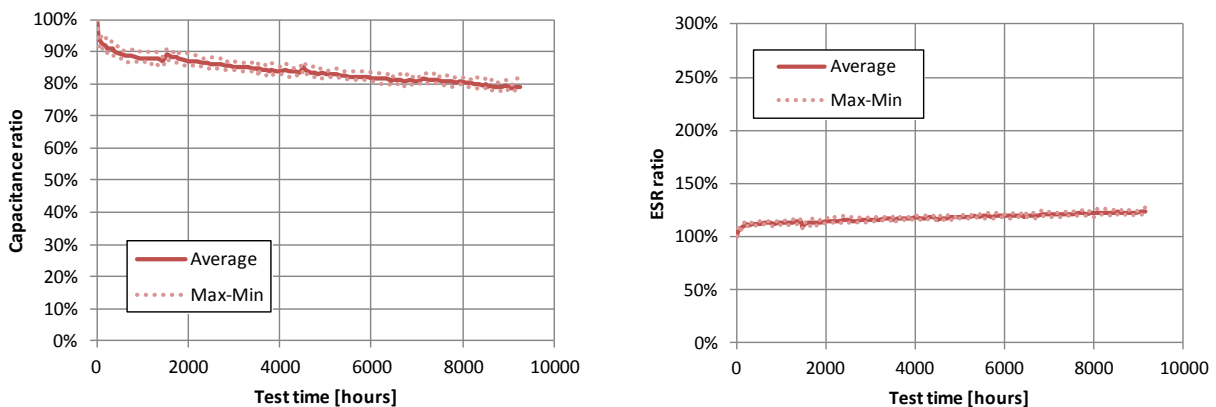 100%
90%
80%
70%
60%
50%
40%
30%
20%
10%
0%
Capacitance ratio
Average
Max-Min
0 2000 4000 6000 8000 10000
Test time [hours]
300%
250%
200%
150%
100%
50%
0%
ESR ratio
Average
Max-Min
0 2000 4000 6000 8000 10000
Test time [hours]